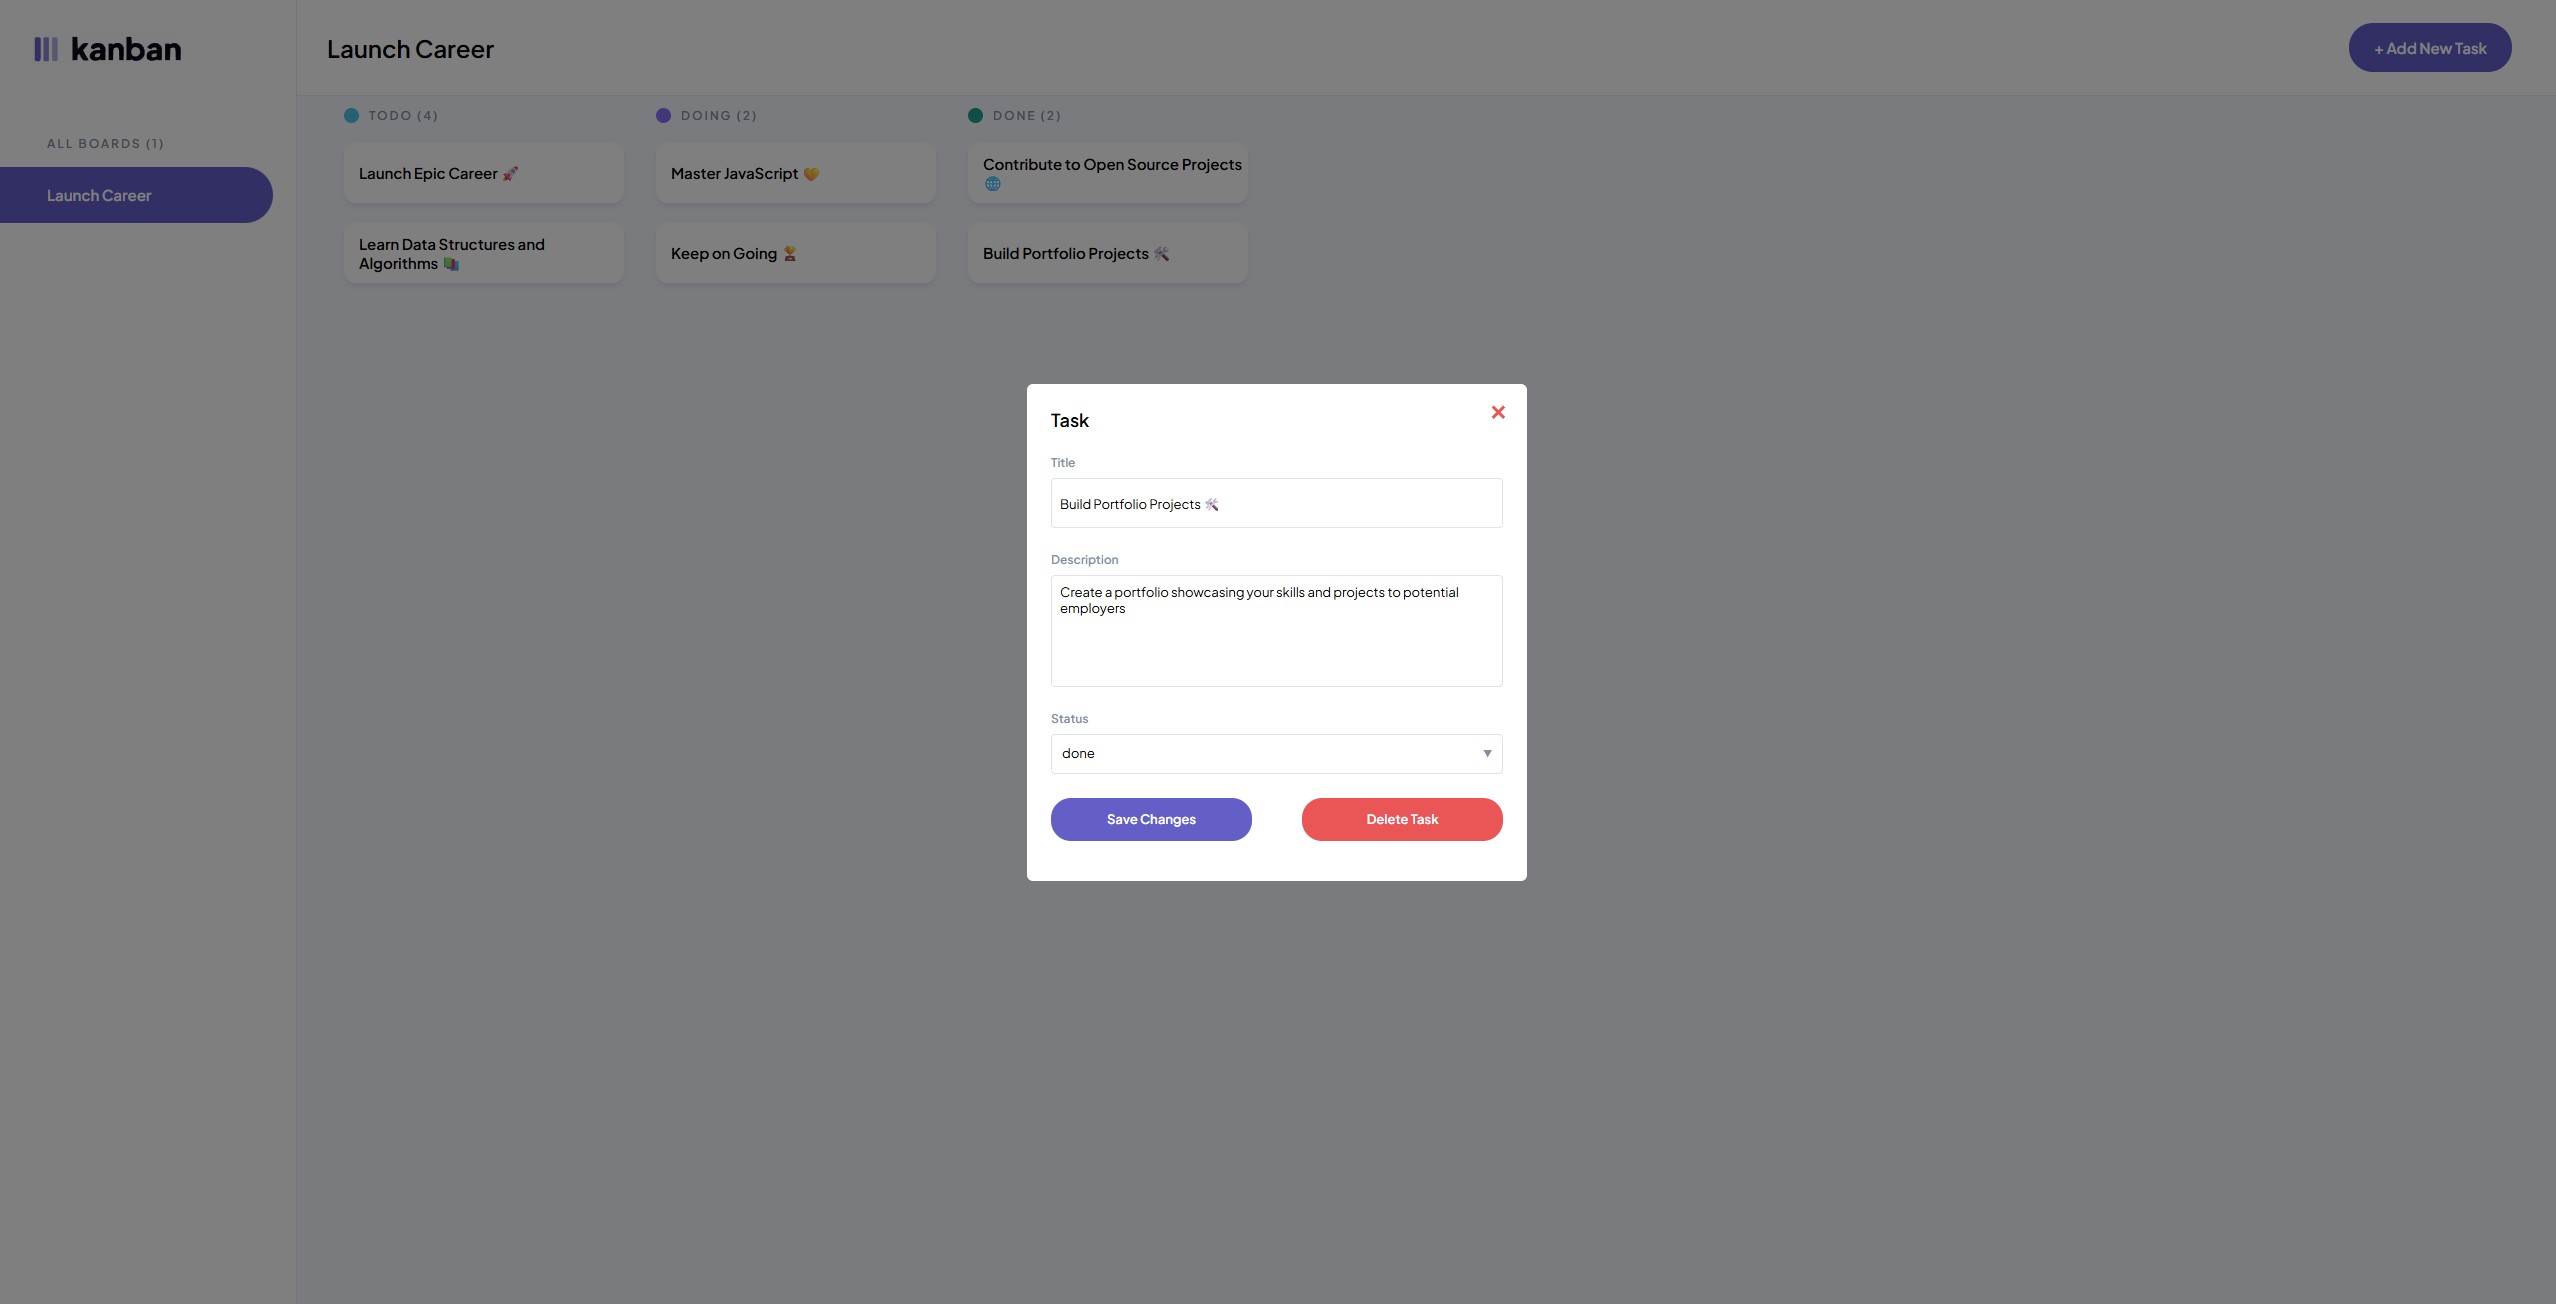 kanban
ALL BOARDS (1)
Launch Career
Launch Career
+ Add New Task
TODO (4)
Launch Epic Career 🚀
Learn Data Structures and
Algorithms 📚
DOING (2)
Master JavaScript 💛
Keep on Going 🏆
DONE (2)
Contribute to Open Source Projects
🌐
Build Portfolio Projects 🛠️
Task
Title
Build Portfolio Projects 🛠️
Description
Create a portfolio showcasing your skills and projects to potential
employers
Status
done
Save Changes
Delete Task